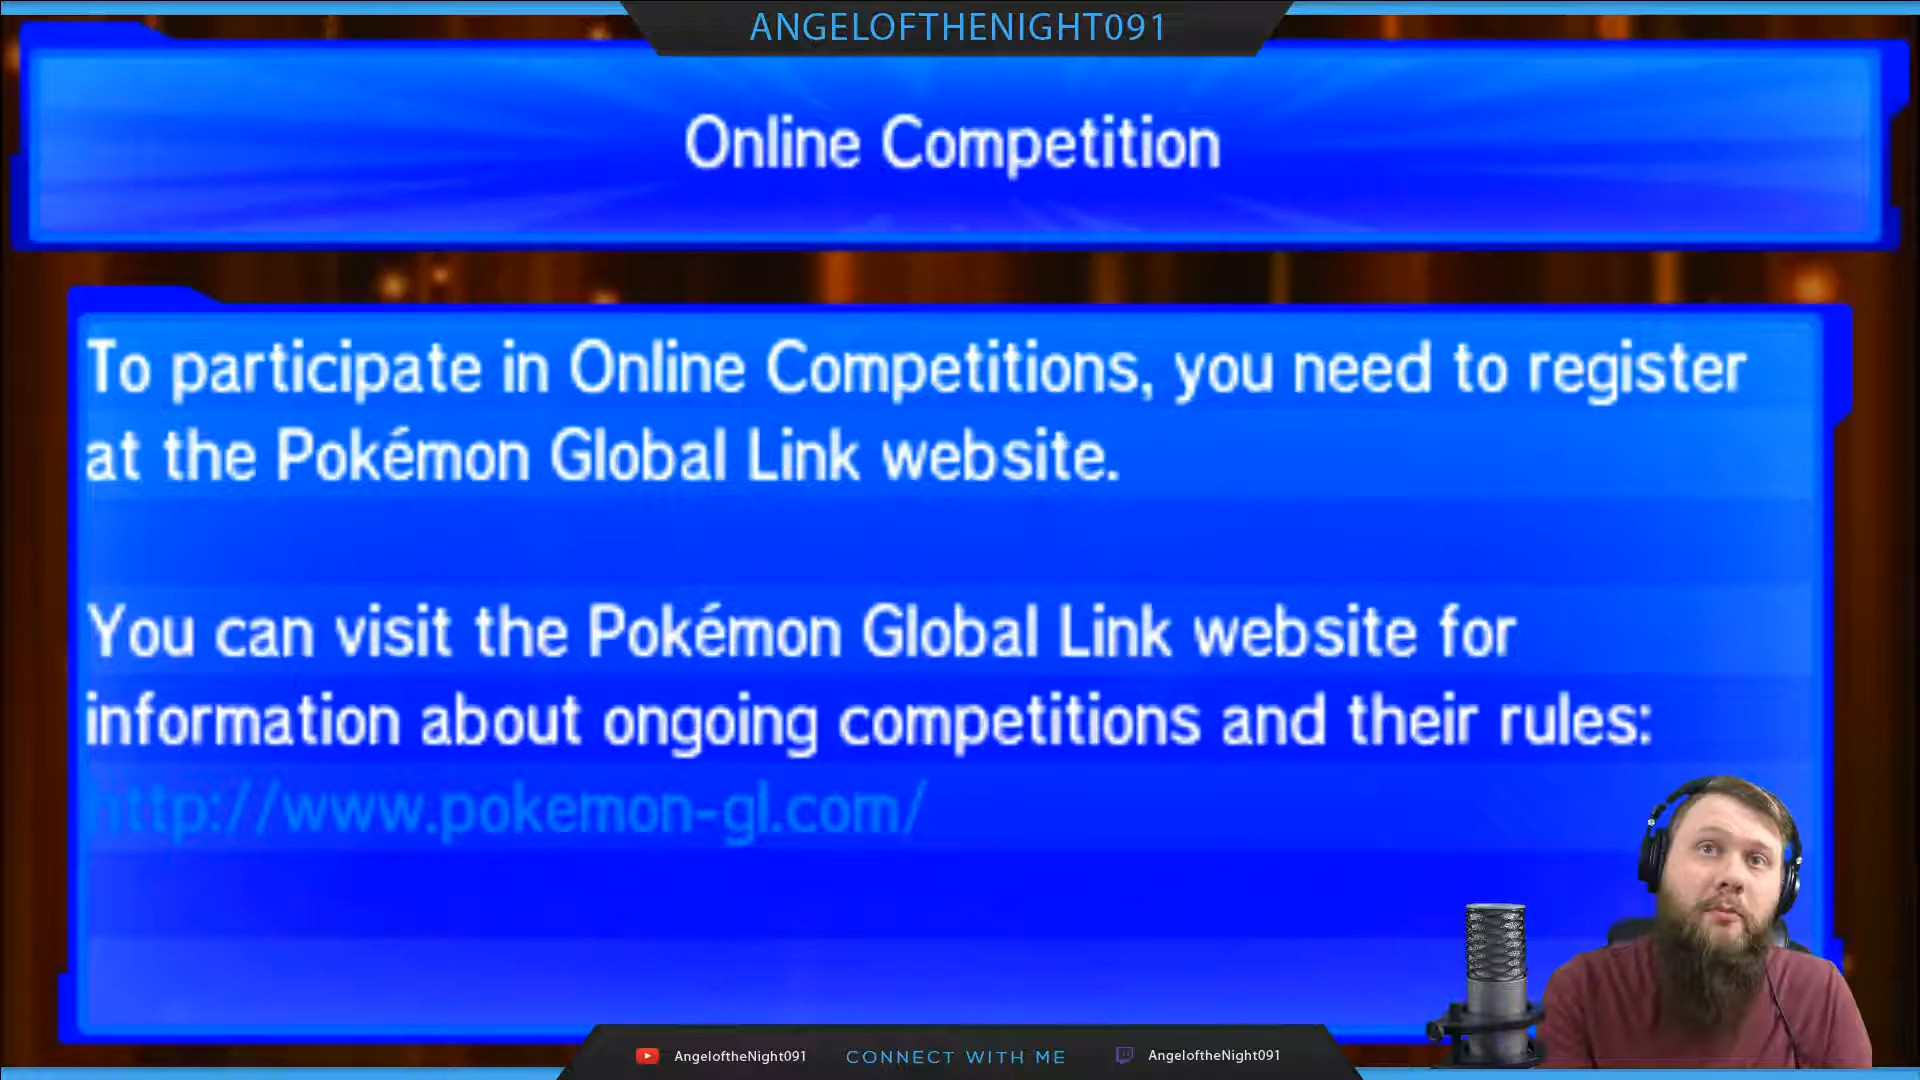 ANGELOFTHENIGHT091
Online Competition
To participate in Online Competitions, you need to register
at the Pokémon Global Link website.
You can visit the Pokémon Global Link website for
information about ongoing competitions and their rules:
http://www.pokemon-gl.com/
AngeloftheNight091 CONNECT WITH ME AngeloftheNight091